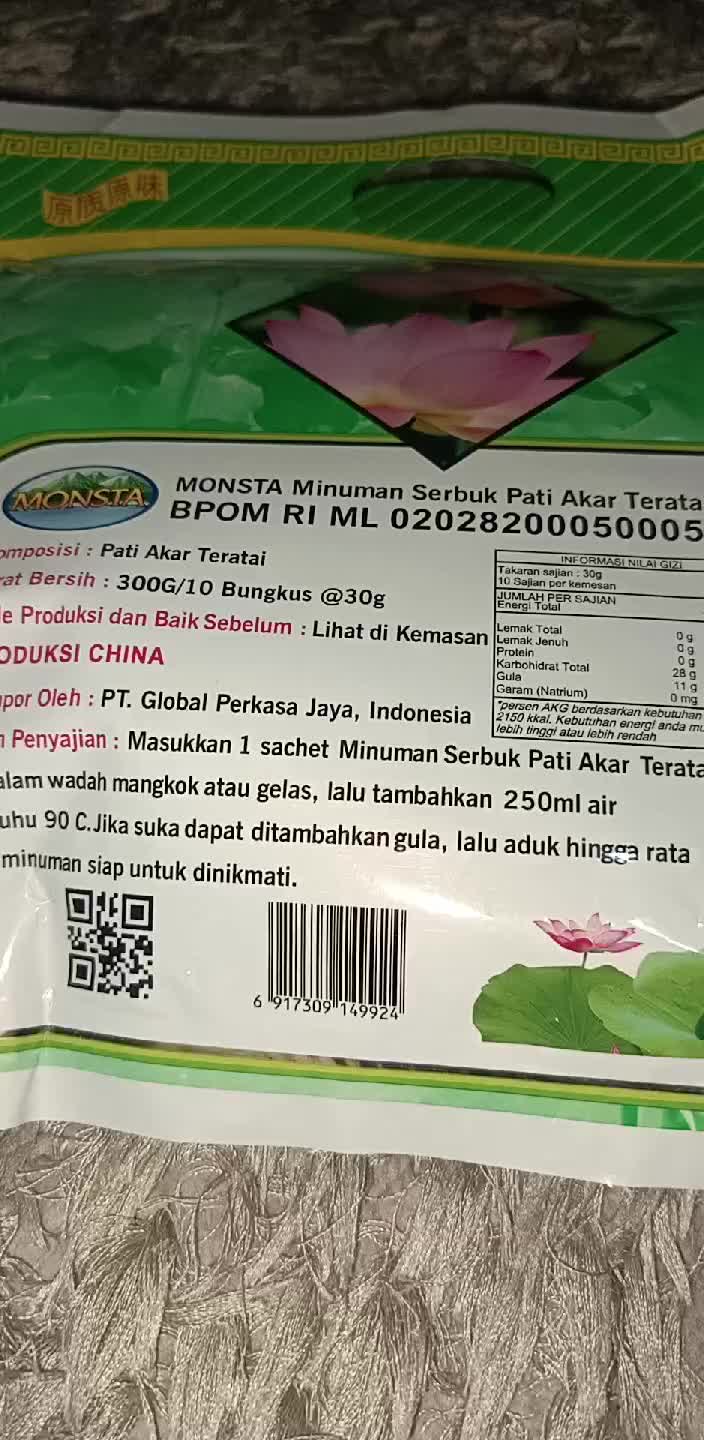 原质原味
MONSTA
MONSTA Minuman Serbuk Pati Akar Terata
BPOM RI ML 02028200050005
omposisi : Pati Akar Teratai
rat Bersih : 300G/10 Bungkus @30g
le Produksi dan Baik Sebelum : Lihat di Kemasan
ODUKSI CHINA
npor Oleh : PT. Global Perkasa Jaya, Indonesia
n Penyajian : Masukkan 1 sachet Minuman Serbuk Pati Akar Terata
alam wadah mangkok atau gelas, lalu tambahkan 250ml air
uhu 90 C.Jika suka dapat ditambahkan gula, lalu aduk hingga rata
minuman siap untuk dinikmati.
INFORMASI NILAI GIZI
Takaran sajian : 30g
10 Sajian per kemesan
JUMLAH PER SAJIAN
Energi Total
Lemak Total 0 g
Lemak Jenuh 0 g
Protein 0 g
Karbohidrat Total 28 g
Gula 11 g
Garam (Natrium) 0 mg
*persen AKG berdasarkan kebutuhan
2150 kkal. Kebutuhan energi anda mu
lebih tinggi atau lebih rendah
6 917309 149924